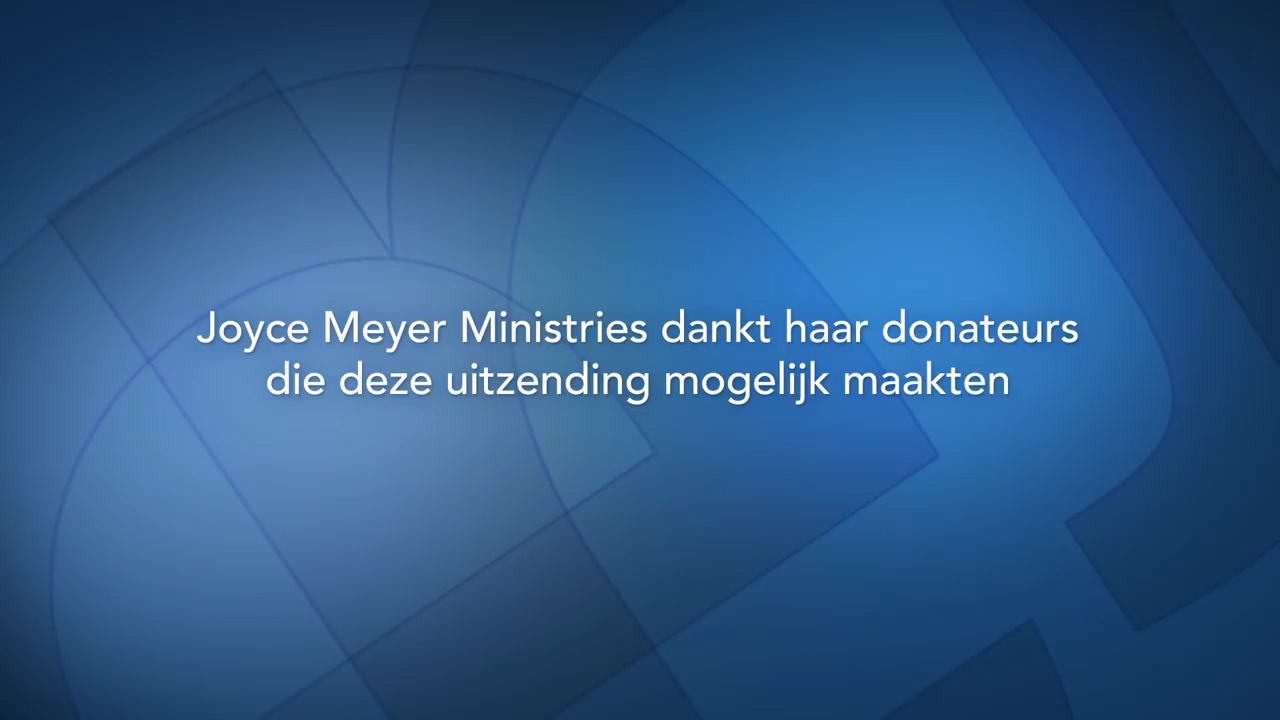 Joyce Meyer Ministries dankt haar donateurs
die deze uitzending mogelijk maakten